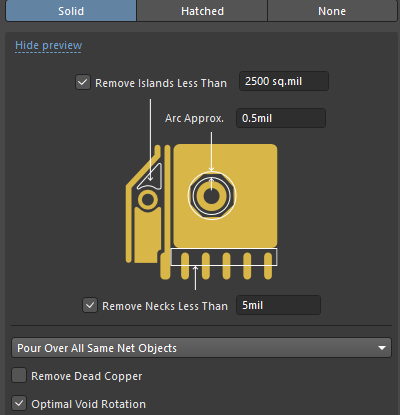 Solid Hatched None
Hide preview
Remove Islands Less Than 2500 sq.mil
Arc Approx. 0.5mil
Remove Necks Less Than 5mil
Pour Over All Same Net Objects
Remove Dead Copper
Optimal Void Rotation